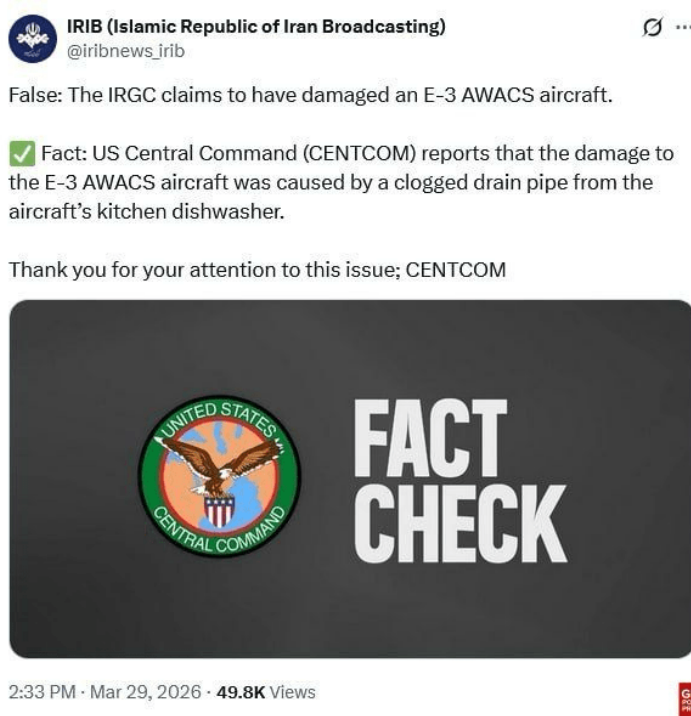 IRIB (Islamic Republic of Iran Broadcasting)
@iribnews_irib
False: The IRGC claims to have damaged an E-3 AWACS aircraft.
✅ Fact: US Central Command (CENTCOM) reports that the damage to
the E-3 AWACS aircraft was caused by a clogged drain pipe from the
aircraft's kitchen dishwasher.
Thank you for your attention to this issue; CENTCOM
UNITED STATES
CENTRAL COMMAND
FACT
CHECK
2:33 PM · Mar 29, 2026 · 49.8K Views